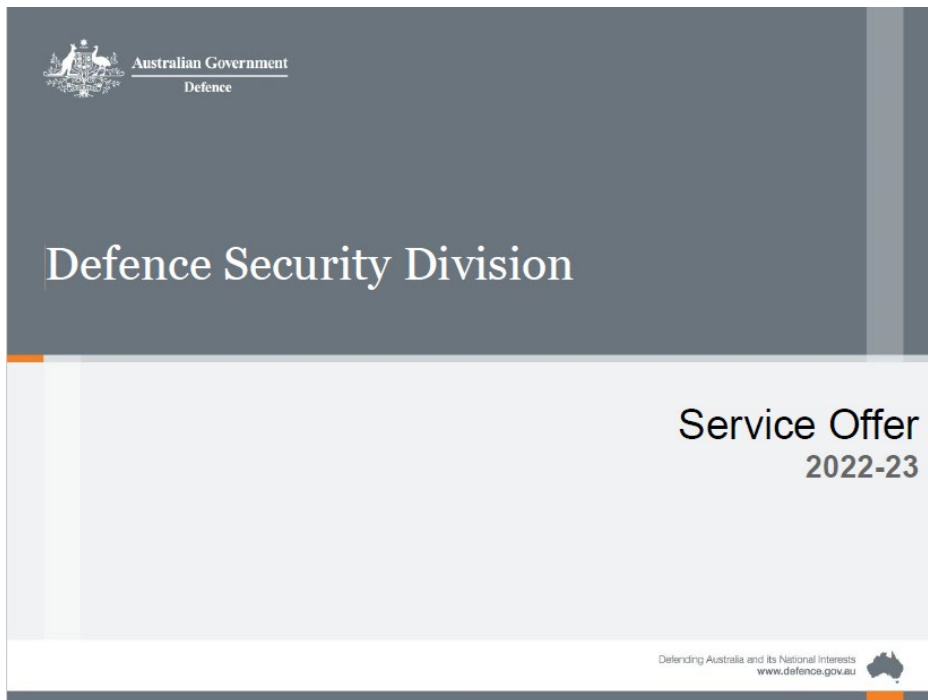 Australian Government
Defence
Defence Security Division
Service Offer
2022-23
Defending Australia and its National Interests
www.defence.gov.au